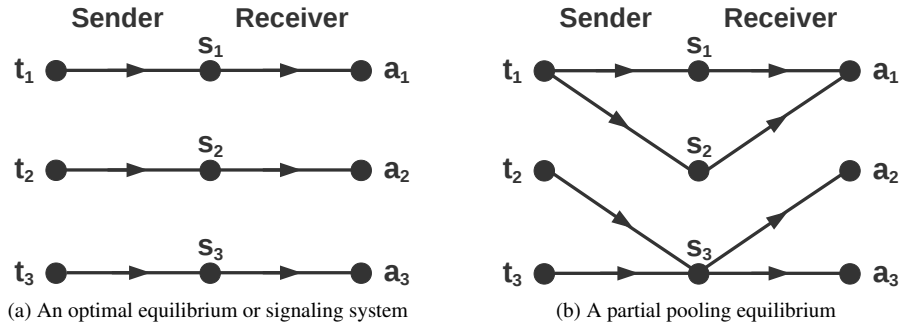 Sender Receiver Sender Receiver
s1 s1
t1 a1 t1 a1
s2 s2
t2 a2 t2 a2
s3 s3
t3 a3 t3 a3
(a) An optimal equilibrium or signaling system (b) A partial pooling equilibrium